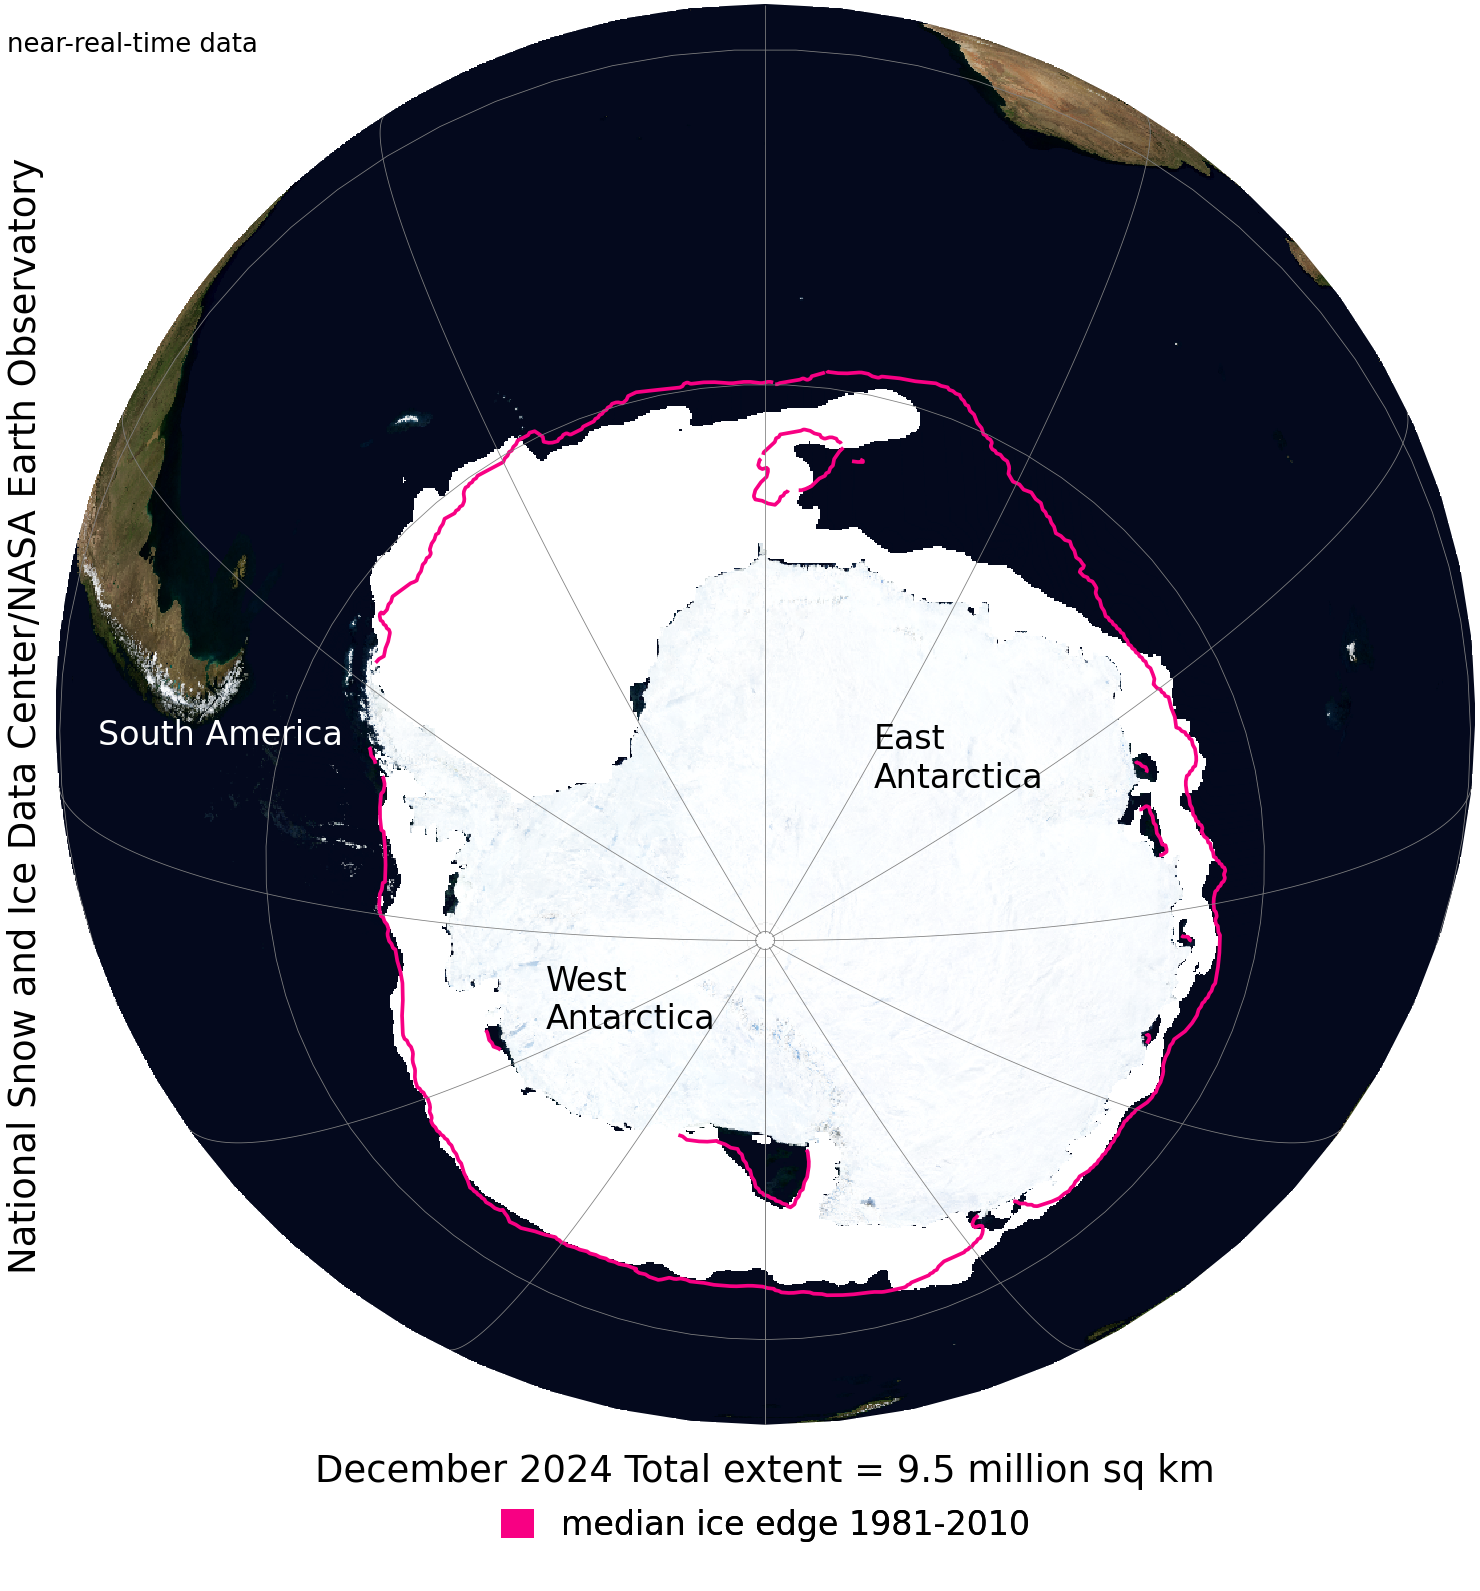 near-real-time data
National Snow and Ice Data Center/NASA Earth Observatory
South America
East
Antarctica
West
Antarctica
December 2024 Total extent = 9.5 million sq km
median ice edge 1981-2010